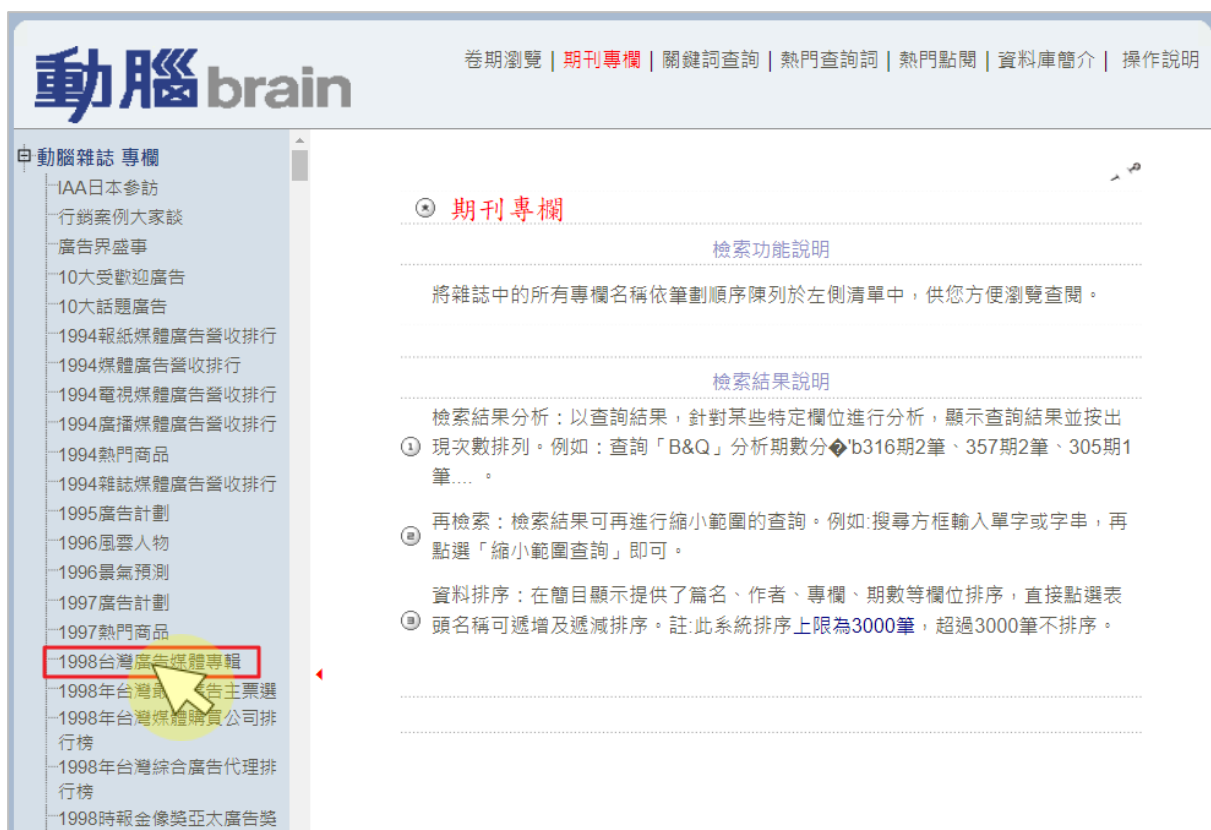 動腦brain
卷期瀏覽 | 期刊專欄 | 關鍵詞查詢 | 熱門查詢詞 | 熱門點閱 | 資料庫簡介 | 操作說明
動腦雜誌 專欄
IAA日本參訪
行銷案例大家談
廣告界盛事
10大受歡迎廣告
10大話題廣告
1994報紙媒體廣告營收排行
1994媒體廣告營收排行
1994電視媒體廣告營收排行
1994廣播媒體廣告營收排行
1994熱門商品
1994雜誌媒體廣告營收排行
1995廣告計劃
1996風雲人物
1996景氣預測
1997廣告計劃
1997熱門商品
1998台灣廣告媒體專輯
1998年台灣最 告主票選
1998年台灣媒體購買公司排
行榜
1998年台灣綜合廣告代理排
行榜
1998時報金像獎亞太廣告獎
期刊專欄
檢索功能說明
將雜誌中的所有專欄名稱依筆劃順序陳列於左側清單中，供您方便瀏覽查閱。
檢索結果說明
檢索結果分析：以查詢結果，針對某些特定欄位進行分析，顯示查詢結果並按出
1 現次數排列。例如：查詢「B&Q」分析期數分�'b316期2筆、357期2筆、305期1
筆.... 。
再檢索：檢索結果可再進行縮小範圍的查詢。例如:搜尋方框輸入單字或字串，再
2 點選「縮小範圍查詢」即可。
資料排序：在簡目顯示提供了篇名、作者、專欄、期數等欄位排序，直接點選表
3 頭名稱可遞增及遞減排序。註:此系統排序上限為3000筆，超過3000筆不排序。